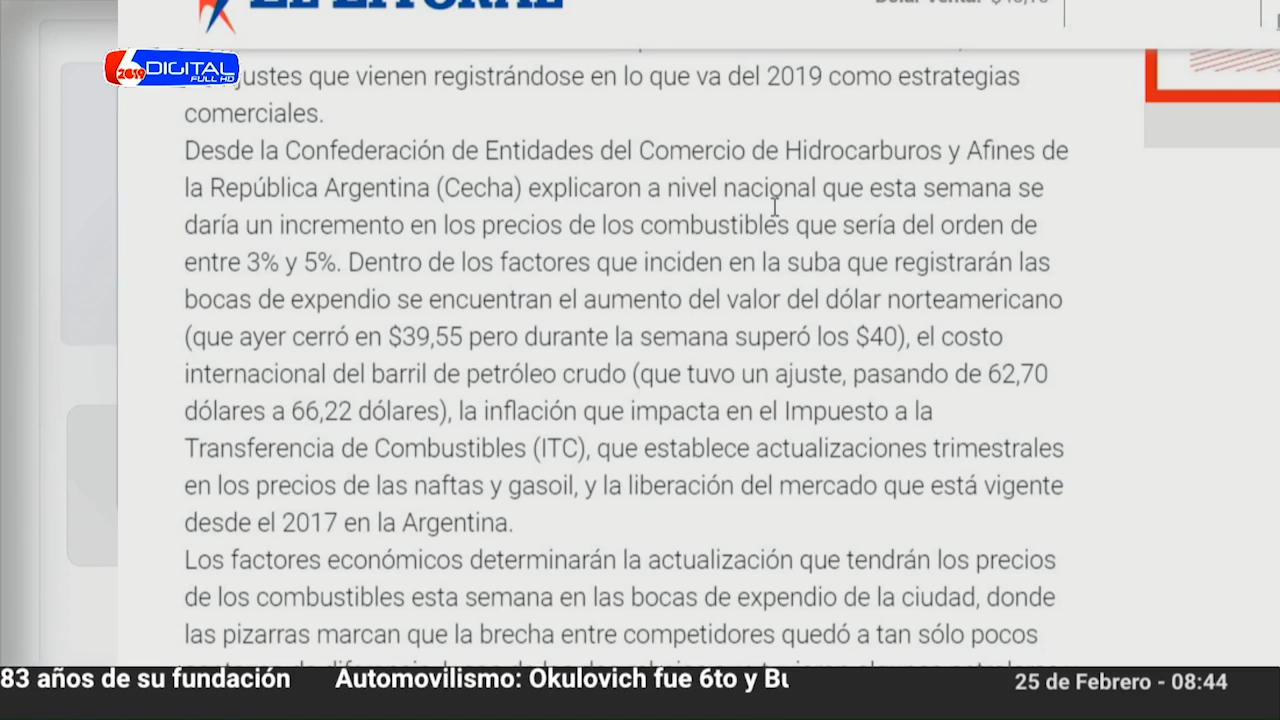 EL LITORAL
6 DIGITAL
2019 FULL HD
ajustes que vienen registrándose en lo que va del 2019 como estrategias
comerciales.
Desde la Confederación de Entidades del Comercio de Hidrocarburos y Afines de
la República Argentina (Cecha) explicaron a nivel nacional que esta semana se
daría un incremento en los precios de los combustibles que sería del orden de
entre 3% y 5%. Dentro de los factores que inciden en la suba que registrarán las
bocas de expendio se encuentran el aumento del valor del dólar norteamericano
(que ayer cerró en $39,55 pero durante la semana superó los $40), el costo
internacional del barril de petróleo crudo (que tuvo un ajuste, pasando de 62,70
dólares a 66,22 dólares), la inflación que impacta en el Impuesto a la
Transferencia de Combustibles (ITC), que establece actualizaciones trimestrales
en los precios de las naftas y gasoil, y la liberación del mercado que está vigente
desde el 2017 en la Argentina.
Los factores económicos determinarán la actualización que tendrán los precios
de los combustibles esta semana en las bocas de expendio de la ciudad, donde
las pizarras marcan que la brecha entre competidores quedó a tan sólo pocos
83 años de su fundación Automovilismo: Okulovich fue 6to y Bu
25 de Febrero - 08:44